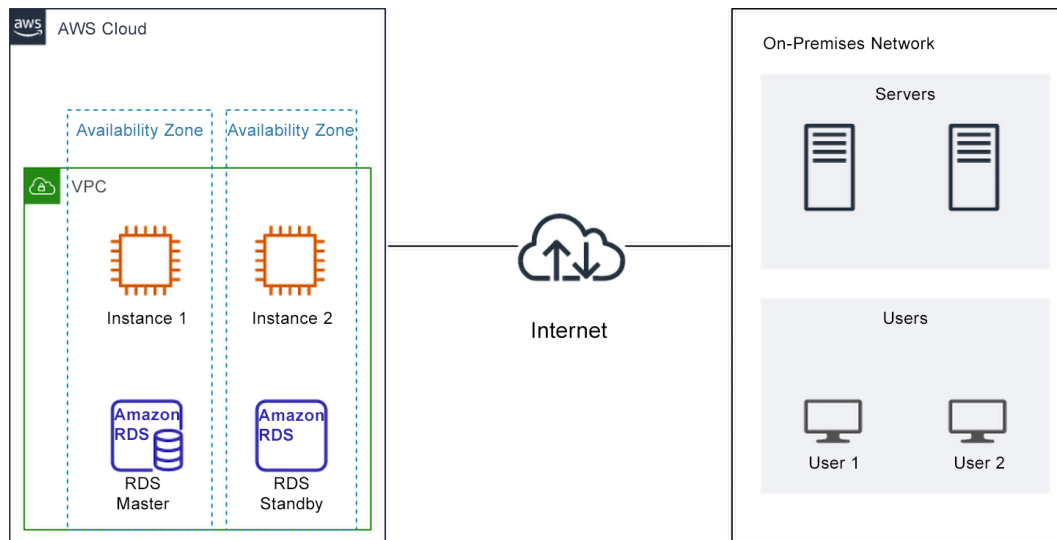 aws
AWS Cloud
Availability Zone
Availability Zone
VPC
Instance 1
Instance 2
Amazon
RDS
Amazon
RDS
RDS
Master
RDS
Standby
Internet
On-Premises Network
Servers
Users
User 1
User 2